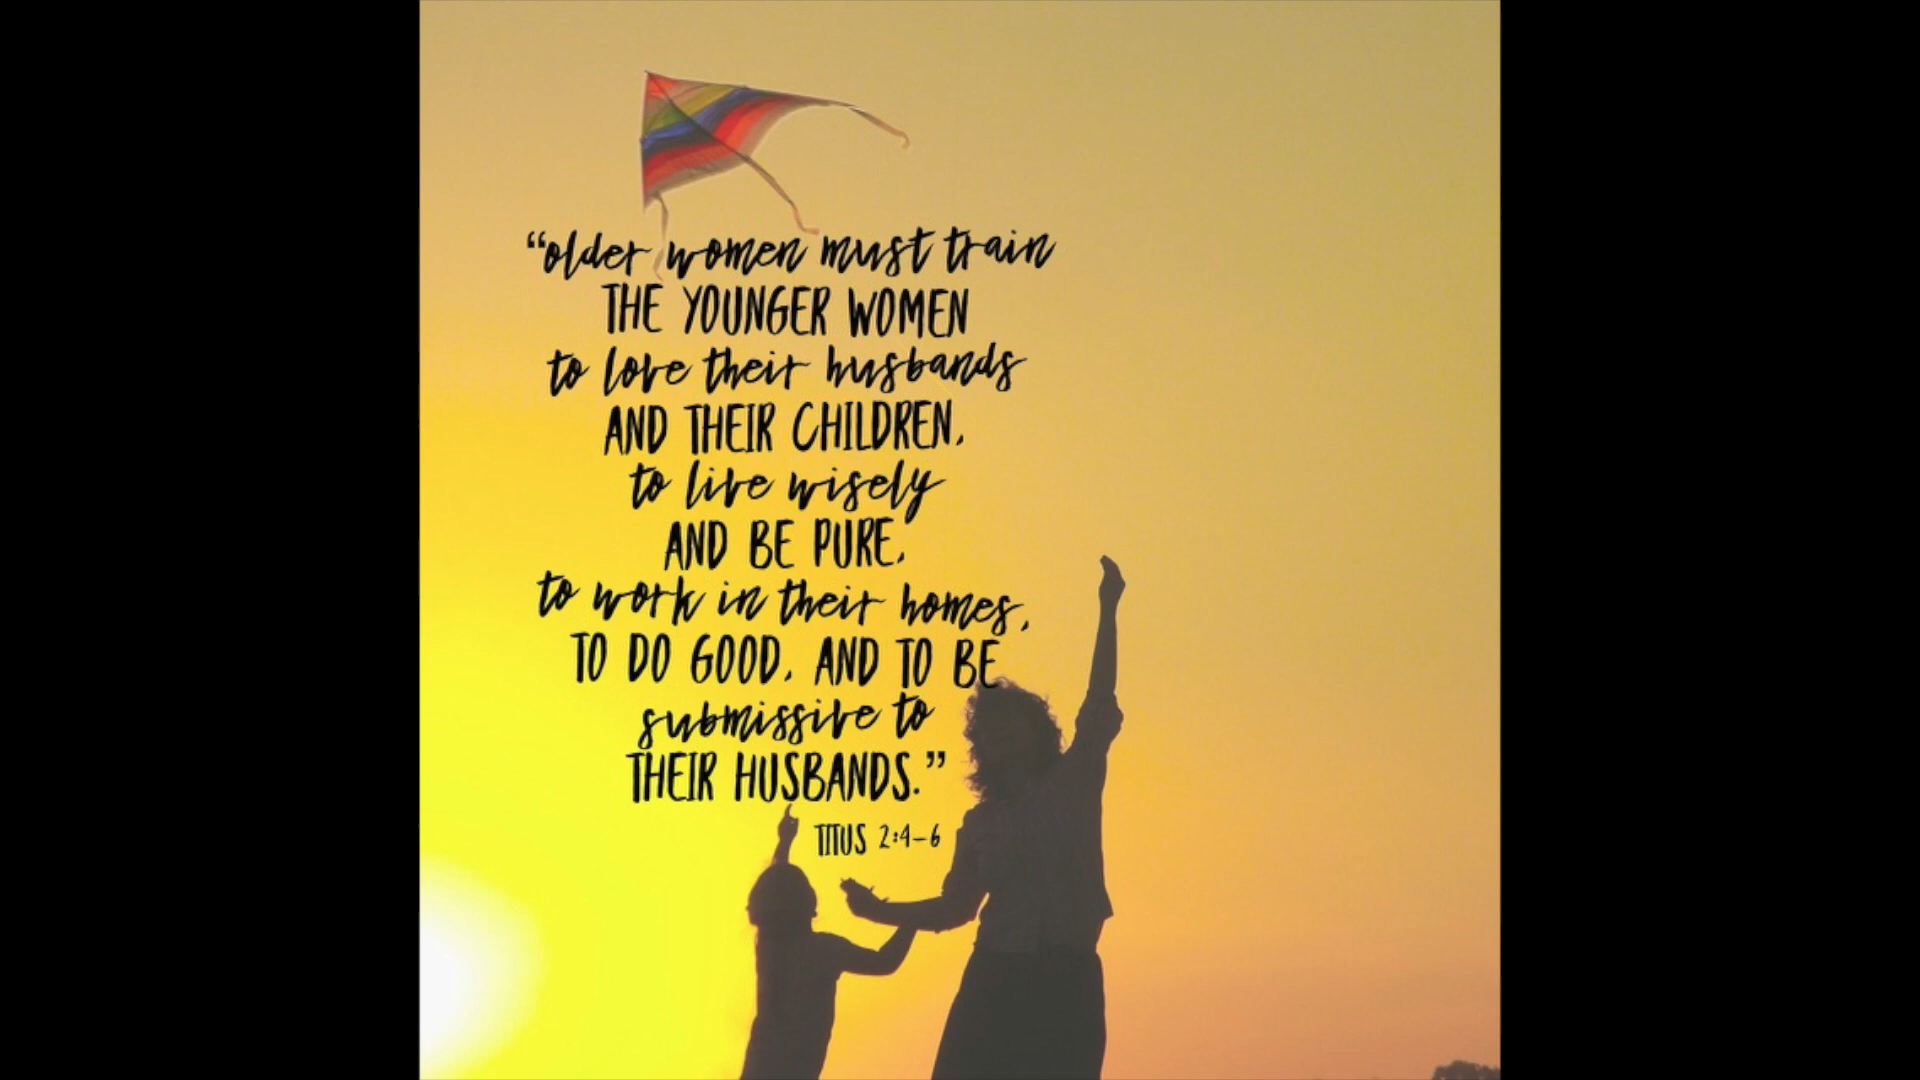 “older women must train
THE YOUNGER WOMEN
to love their husbands
AND THEIR CHILDREN,
to live wisely
AND BE PURE,
to work in their homes,
TO DO GOOD, AND TO BE
submissive to
THEIR HUSBANDS.”
TITUS 2:4-6